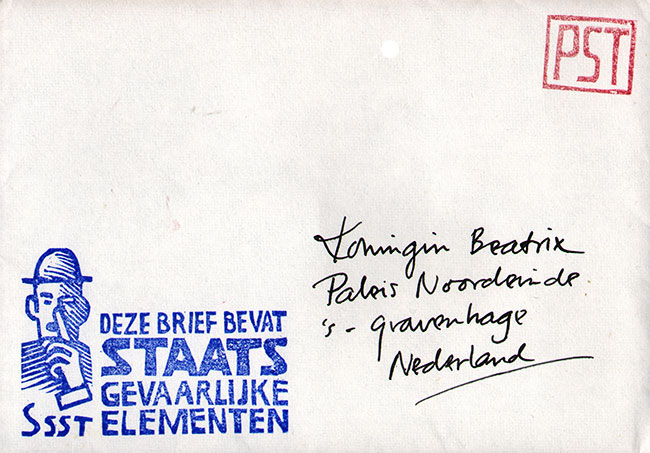 PST
Koningin Beatrix
Paleis Noordeinde
's-gravenhage
Nederland
DEZE BRIEF BEVAT
STAATS
GEVAARLIJKE
ELEMENTEN
SSST